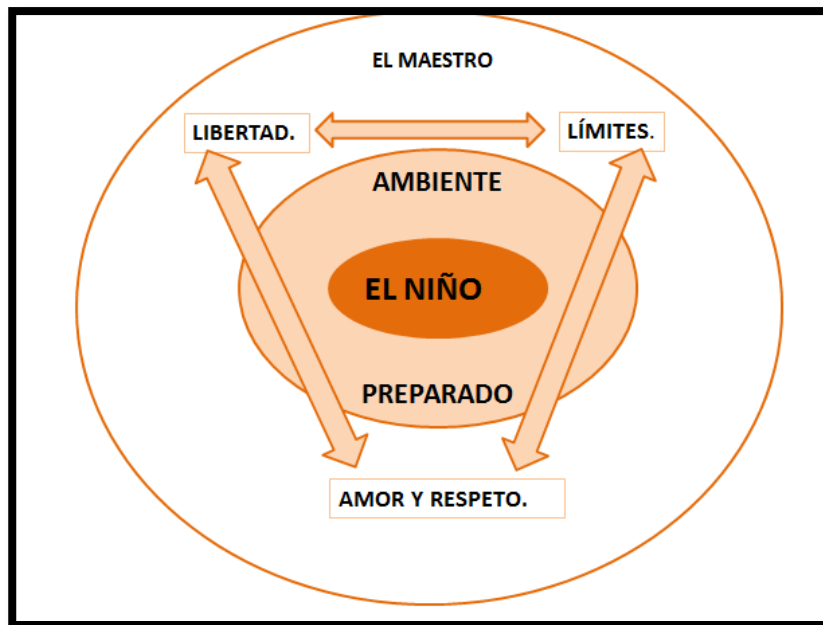 EL MAESTRO
LIBERTAD.
LÍMITES.
AMBIENTE
EL NIÑO
PREPARADO
AMOR Y RESPETO.